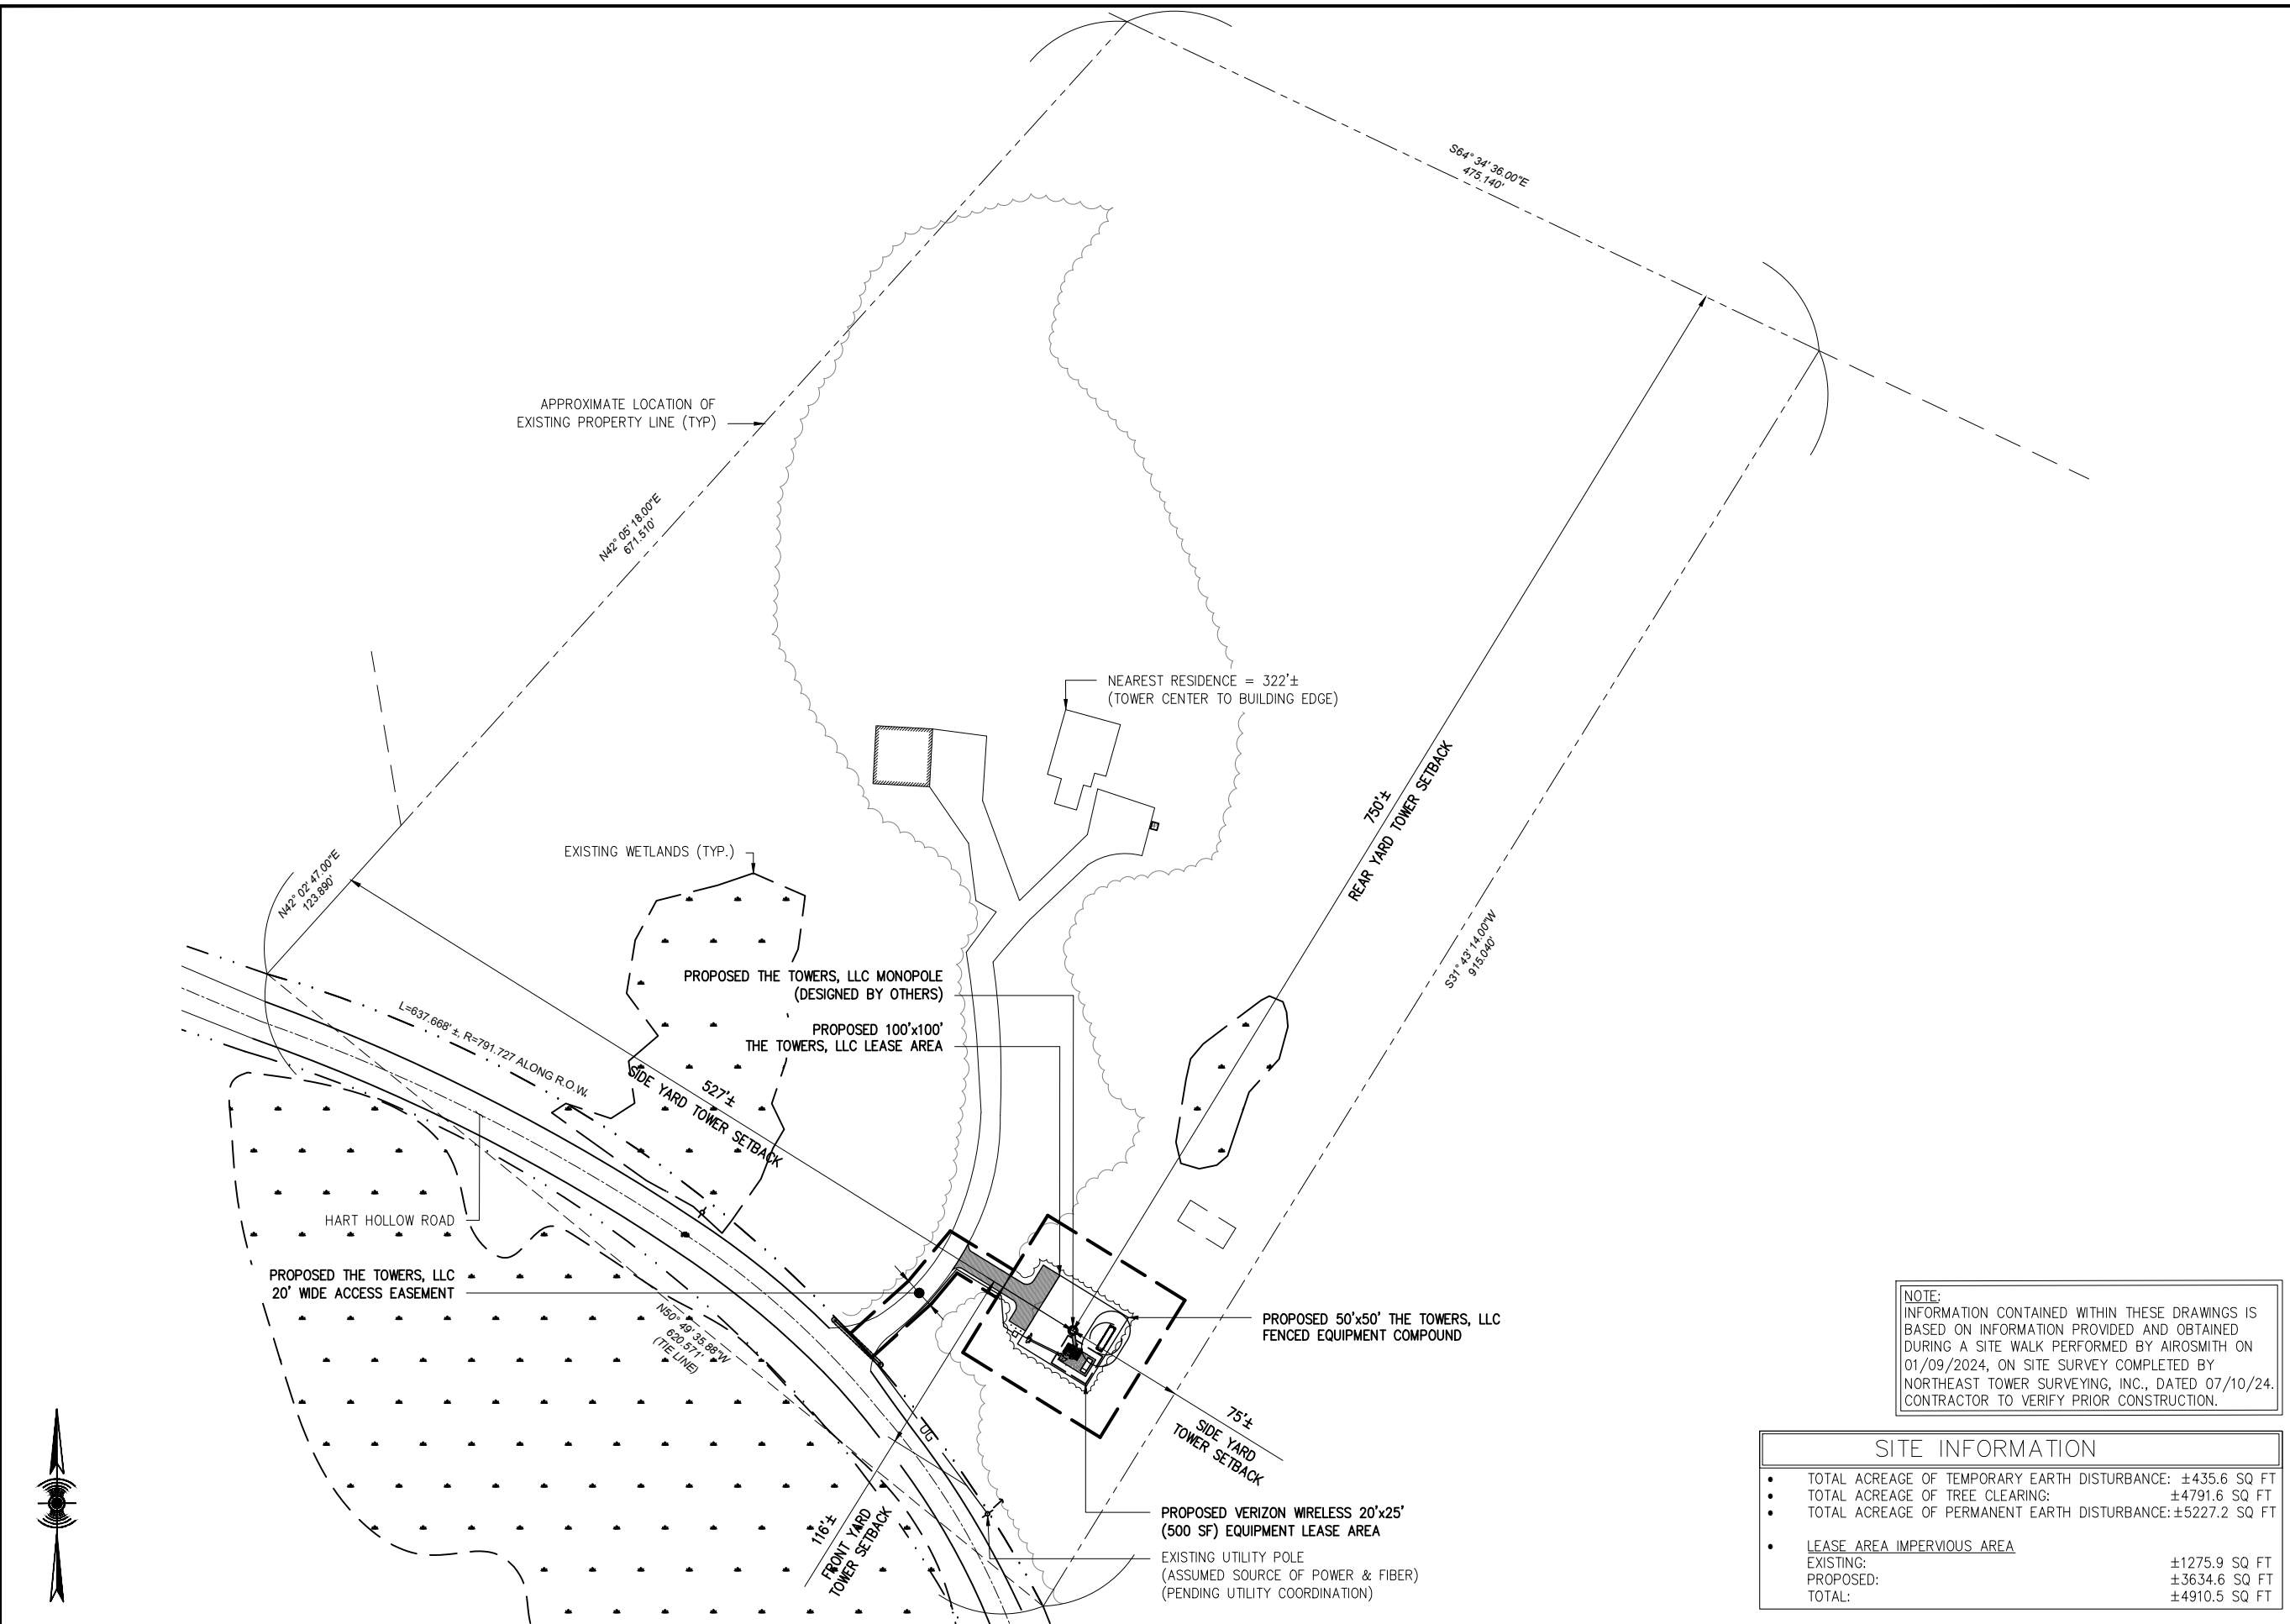 S64° 34' 36.00"E
475.140'
APPROXIMATE LOCATION OF
EXISTING PROPERTY LINE (TYP)
N42° 05' 18.00"E
671.510'
NEAREST RESIDENCE = 322'±
(TOWER CENTER TO BUILDING EDGE)
750'±
REAR YARD TOWER SETBACK
EXISTING WETLANDS (TYP.)
N42° 02' 47.00"E
123.890'
S31° 43' 14.00"W
915.040'
PROPOSED THE TOWERS, LLC MONOPOLE
(DESIGNED BY OTHERS)
PROPOSED 100'x100'
THE TOWERS, LLC LEASE AREA
L=637.668' ±, R=791.727 ALONG R.O.W.
527'±
SIDE YARD TOWER SETBACK
HART HOLLOW ROAD
PROPOSED THE TOWERS, LLC
20' WIDE ACCESS EASEMENT
N50° 49' 35.88"W
620.571'
(TIE LINE)
PROPOSED 50'x50' THE TOWERS, LLC
FENCED EQUIPMENT COMPOUND
75'±
SIDE YARD
TOWER SETBACK
UG
116'±
FRONT YARD
TOWER SETBACK
PROPOSED VERIZON WIRELESS 20'x25'
(500 SF) EQUIPMENT LEASE AREA
EXISTING UTILITY POLE
(ASSUMED SOURCE OF POWER & FIBER)
(PENDING UTILITY COORDINATION)
NOTE:
INFORMATION CONTAINED WITHIN THESE DRAWINGS IS
BASED ON INFORMATION PROVIDED AND OBTAINED
DURING A SITE WALK PERFORMED BY AIROSMITH ON
01/09/2024, ON SITE SURVEY COMPLETED BY
NORTHEAST TOWER SURVEYING, INC., DATED 07/10/24.
CONTRACTOR TO VERIFY PRIOR CONSTRUCTION.
SITE INFORMATION
• TOTAL ACREAGE OF TEMPORARY EARTH DISTURBANCE: ±435.6 SQ FT
• TOTAL ACREAGE OF TREE CLEARING: ±4791.6 SQ FT
• TOTAL ACREAGE OF PERMANENT EARTH DISTURBANCE: ±5227.2 SQ FT
• LEASE AREA IMPERVIOUS AREA
EXISTING: ±1275.9 SQ FT
PROPOSED: ±3634.6 SQ FT
TOTAL: ±4910.5 SQ FT